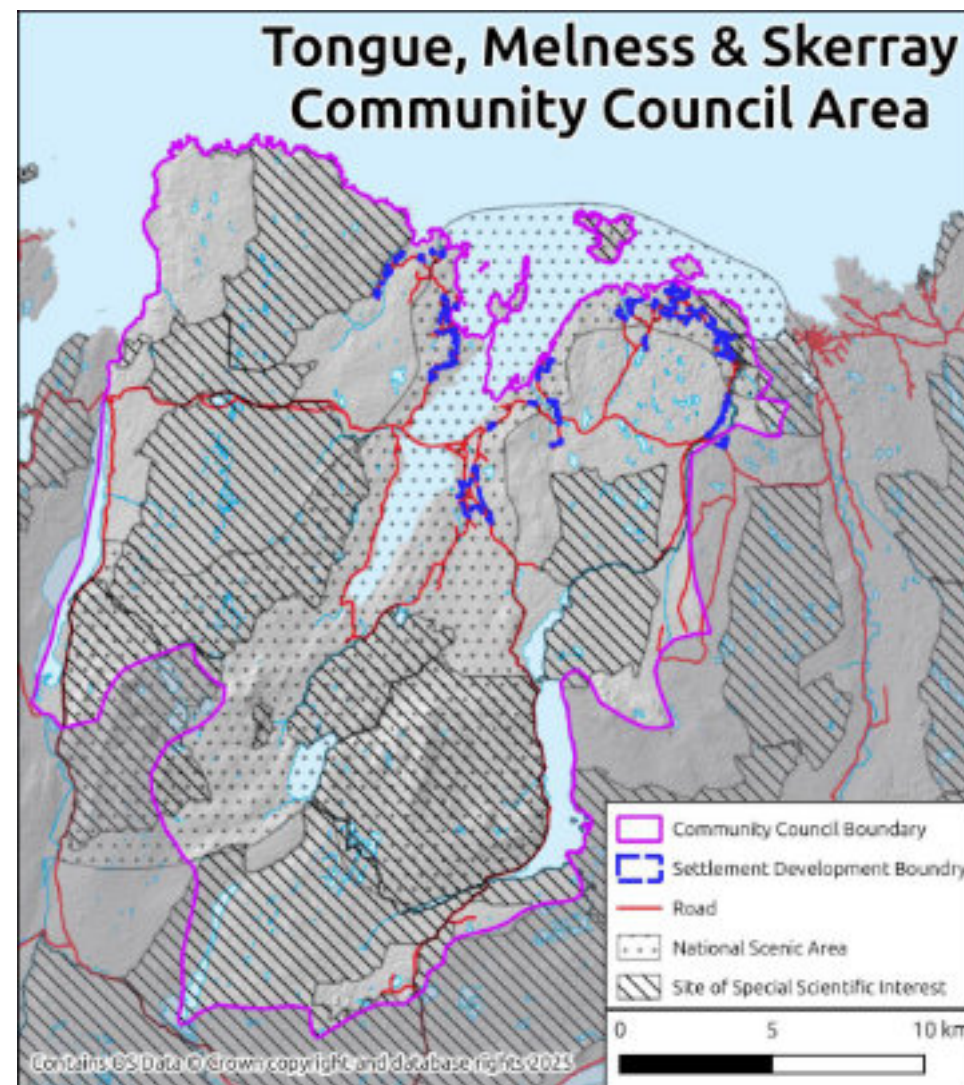 Tongue, Melness & Skerray
Community Council Area
Community Council Boundary
Settlement Development Boundry
Road
National Scenic Area
Site of Special Scientific Interest
0 5 10 km
Contains OS Data © Crown copyright and database rights 2025